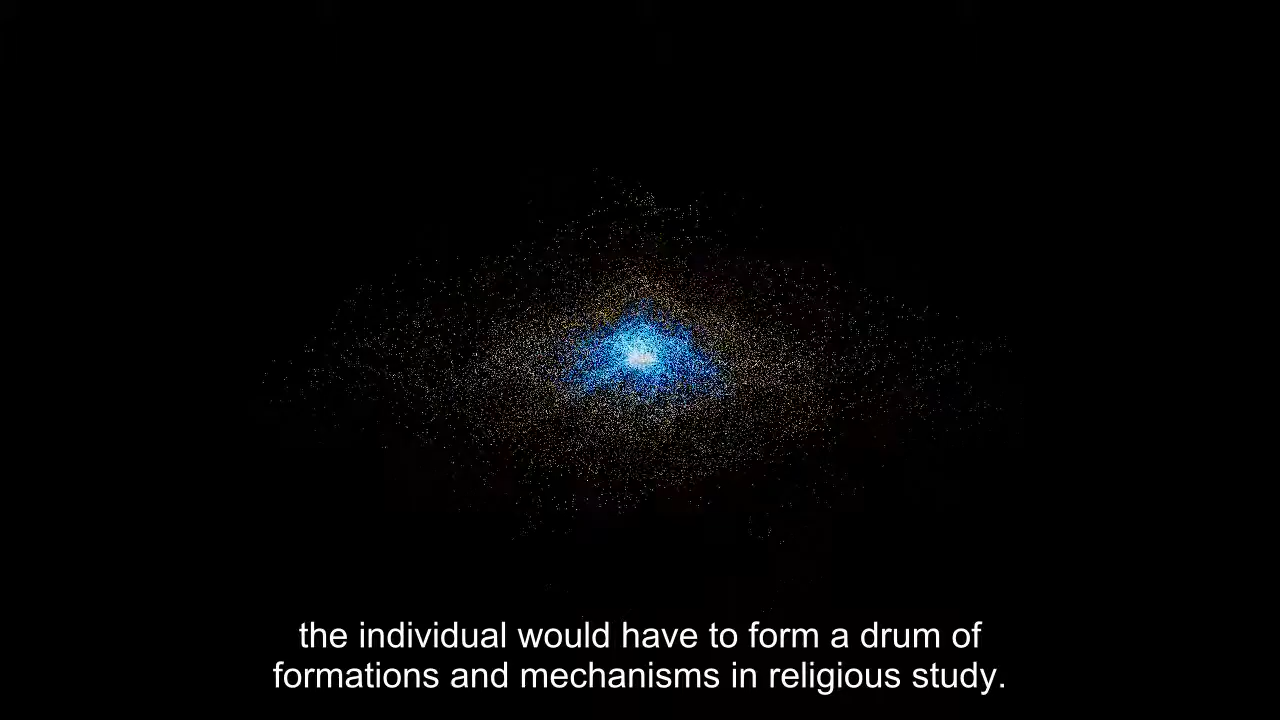 the individual would have to form a drum of
formations and mechanisms in religious study.